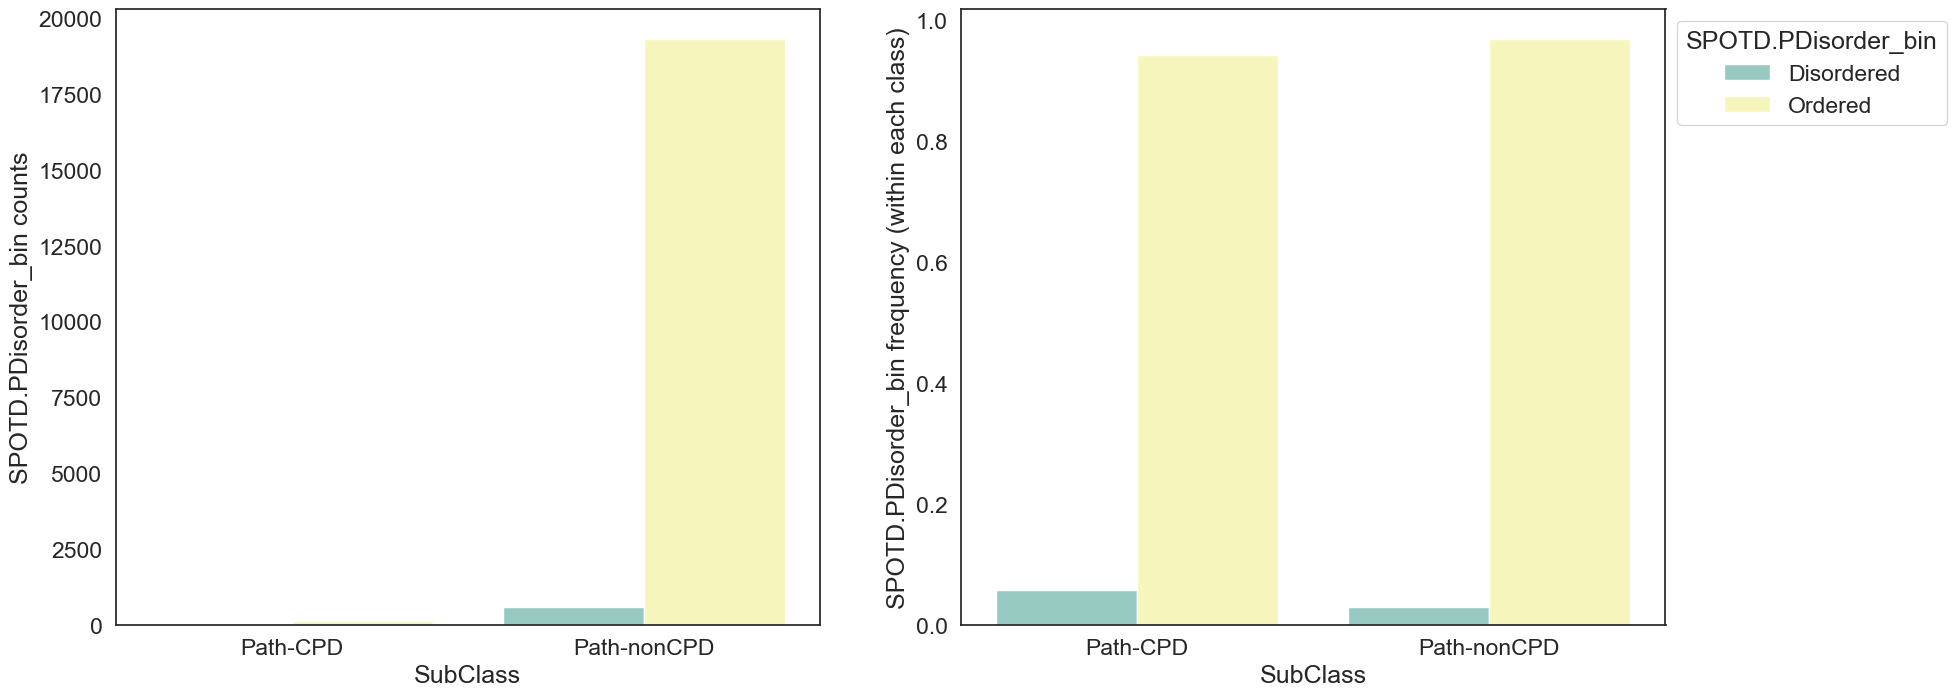 SPOTD.PDisorder_bin counts
20000
17500
15000
12500
10000
7500
5000
2500
0
Path-CPD
Path-nonCPD
SubClass
SPOTD.PDisorder_bin frequency (within each class)
1.0
0.8
0.6
0.4
0.2
0.0
Path-CPD
Path-nonCPD
SubClass
SPOTD.PDisorder_bin
Disordered
Ordered